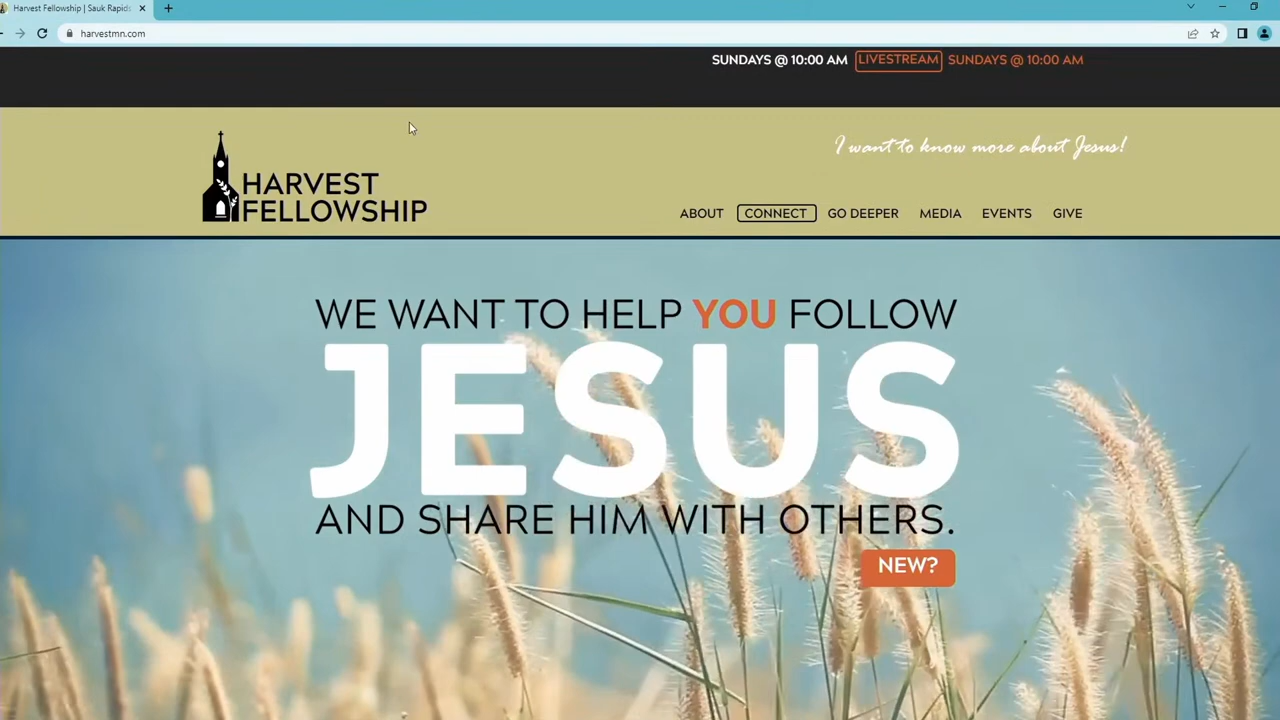 Harvest Fellowship | Sauk Rapids
harvestmn.com
SUNDAYS @ 10:00 AM LIVESTREAM SUNDAYS @ 10:00 AM
I want to know more about Jesus!
HARVEST
FELLOWSHIP
ABOUT CONNECT GO DEEPER MEDIA EVENTS GIVE
WE WANT TO HELP YOU FOLLOW
JESUS
AND SHARE HIM WITH OTHERS.
NEW?